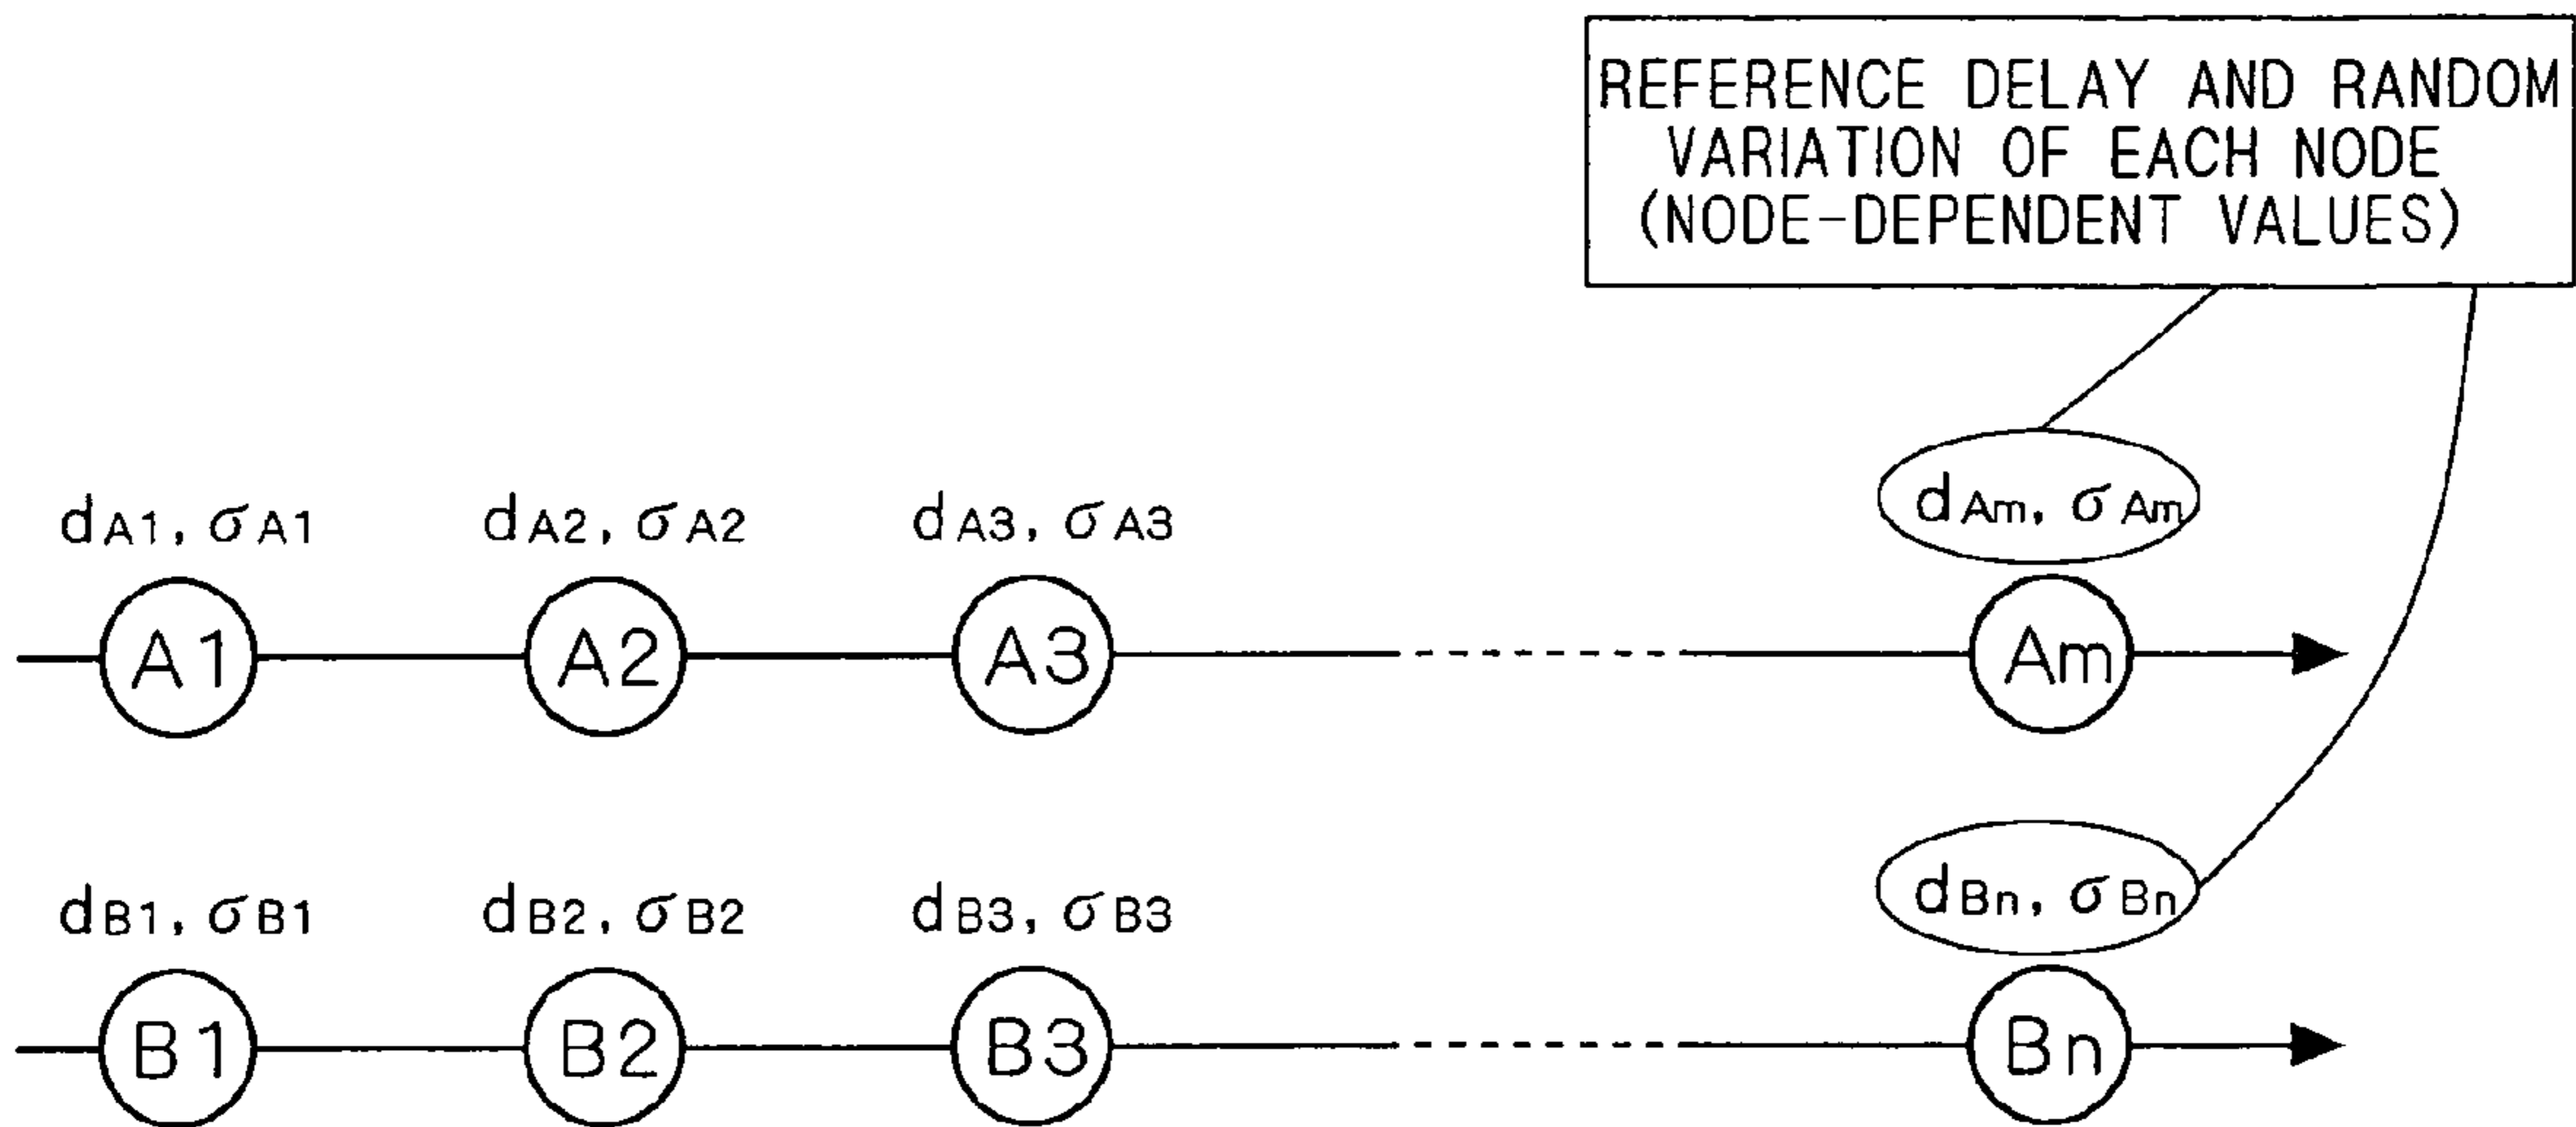 REFERENCE DELAY AND RANDOM
VARIATION OF EACH NODE
(NODE-DEPENDENT VALUES)
dA1, σA1 dA2, σA2 dA3, σA3 dAm, σAm
A1 A2 A3 Am
dB1, σB1 dB2, σB2 dB3, σB3 dBn, σBn
B1 B2 B3 Bn